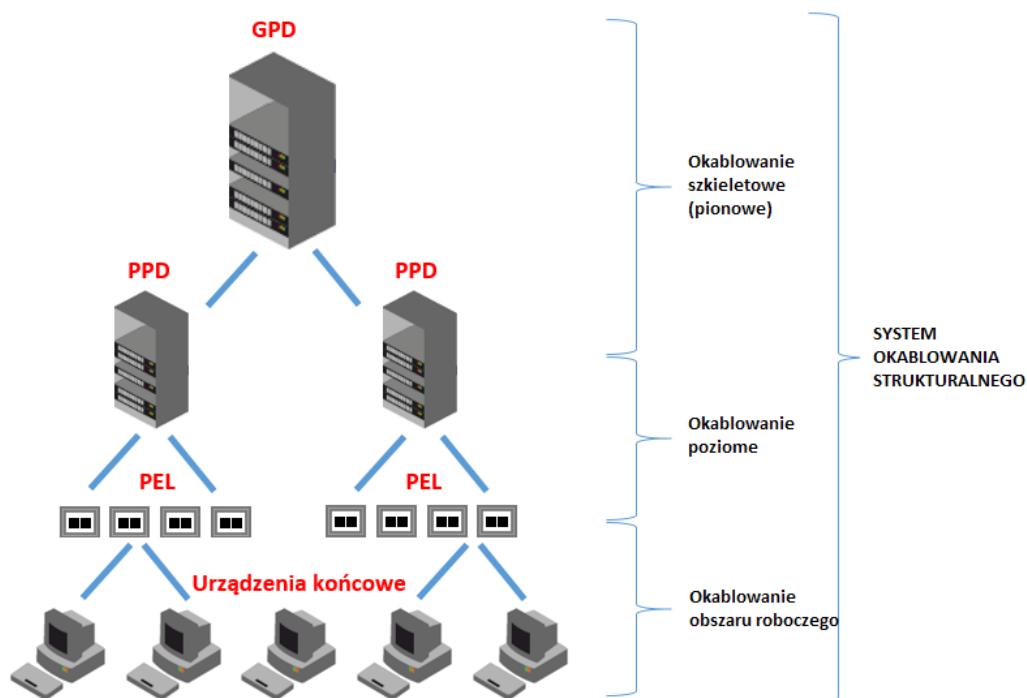 GPD
PPD
PPD
PEL
PEL
Urządzenia końcowe
Okablowanie
szkieletowe
(pionowe)
Okablowanie
poziome
Okablowanie
obszaru roboczego
SYSTEM
OKABLOWANIA
STRUKTURALNEGO